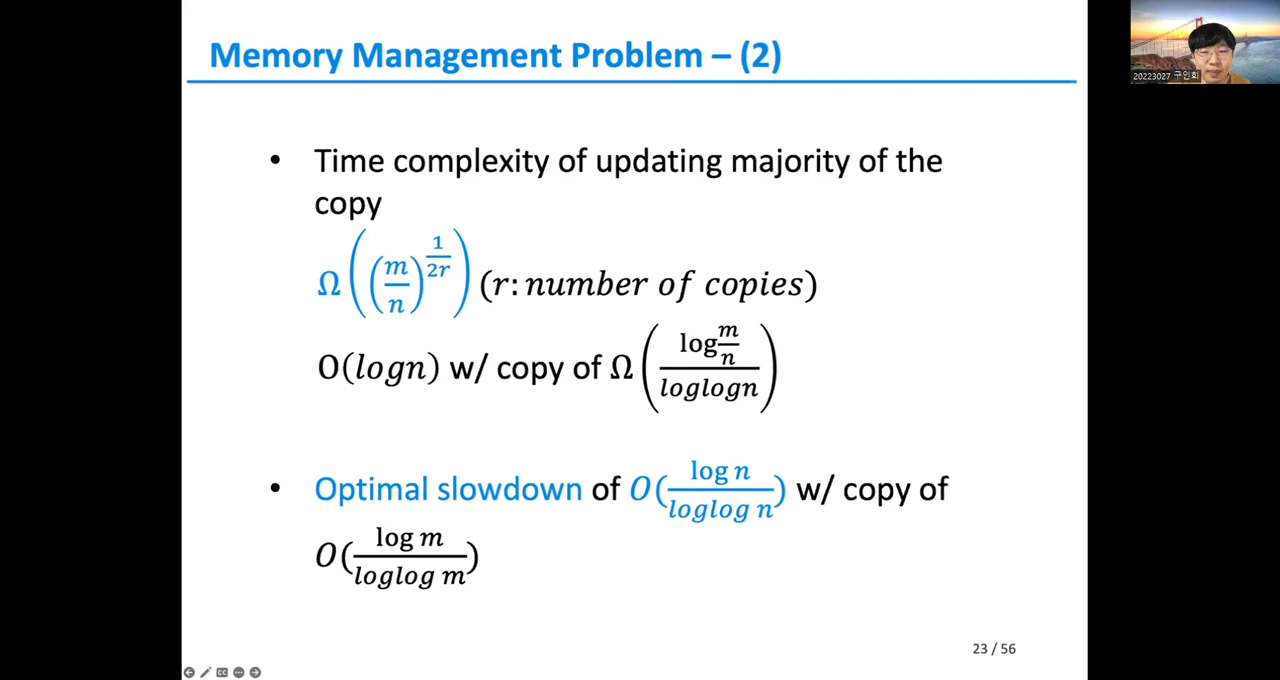 Memory Management Problem – (2)
20223027 구인회
• Time complexity of updating majority of the
copy
Ω((m/n)^(1/2r)) (r: number of copies)
O(logn) w/ copy of Ω(log m/n / loglogn)
• Optimal slowdown of O(log n / loglog n) w/ copy of
O(log m / loglog m)
23 / 56